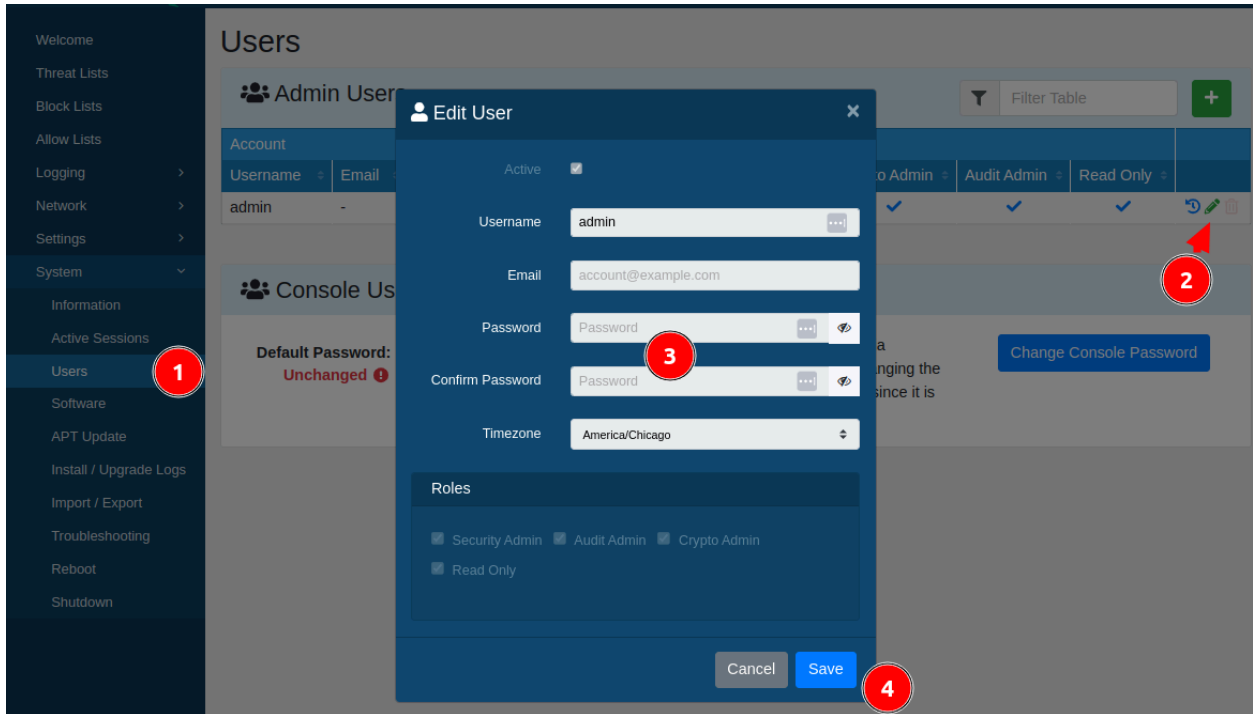 Welcome
Threat Lists
Block Lists
Allow Lists
Logging
Network
Settings
System
Information
Active Sessions
Users
1
Software
APT Update
Install / Upgrade Logs
Import / Export
Troubleshooting
Reboot
Shutdown
Users
Admin Users
Filter Table
+
Account
Username Email
Crypto Admin Audit Admin Read Only
admin -
2
Console Us
Default Password:
Unchanged
a
anging the
since it is
Change Console Password
Edit User ×
Active
Username admin
Email account@example.com
Password Password
3
Confirm Password Password
Timezone America/Chicago
Roles
Security Admin Audit Admin Crypto Admin
Read Only
Cancel Save
4